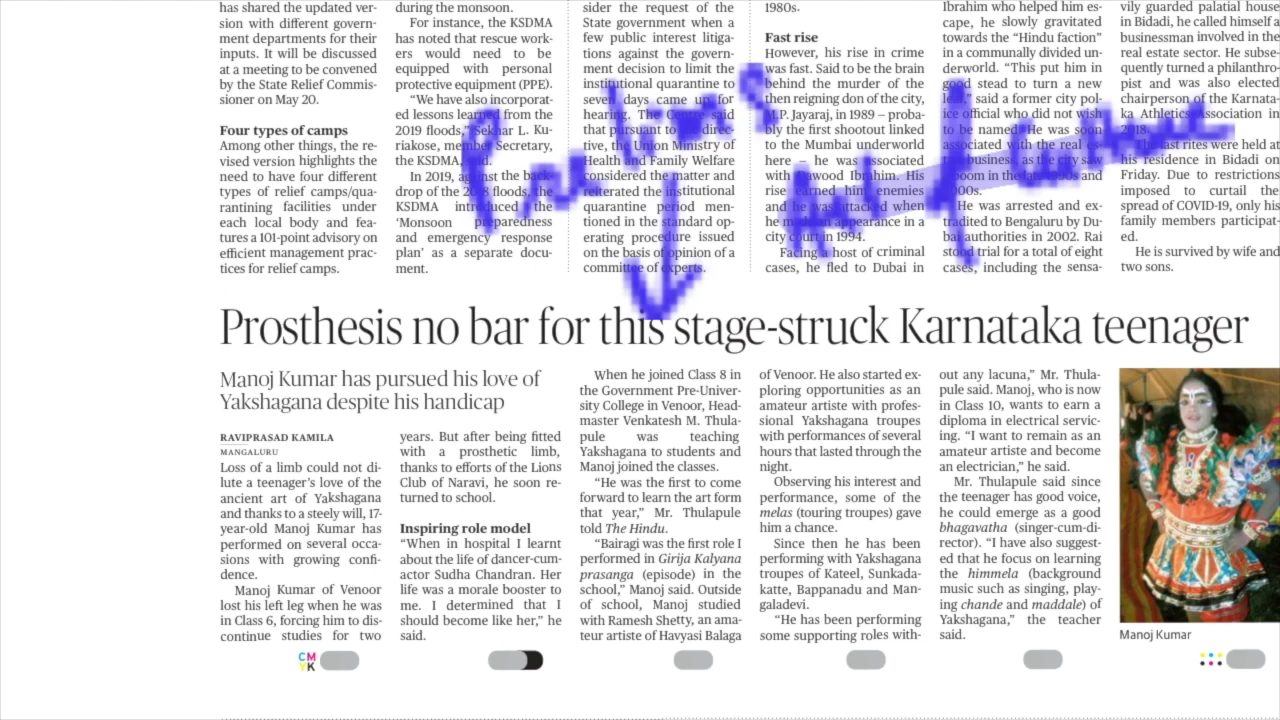 has shared the updated ver-
sion with different govern-
ment departments for their
inputs. It will be discussed
at a meeting to be convened
by the State Relief Commis-
sioner on May 20.
Four types of camps
Among other things, the re-
vised version highlights the
need to have four different
types of relief camps/qua-
rantining facilities under
each local body and fea-
tures a 101-point advisory on
efficient management prac-
tices for relief camps.
during the monsoon.
For instance, the KSDMA
has noted that rescue work-
ers would need to be
equipped with personal
protective equipment (PPE).
“We have also incorporat-
ed lessons learned from the
2019 floods,” Sekhar L. Ku-
riakose, member Secretary,
the KSDMA, said.
In 2019, against the back-
drop of the 2018 floods, the
KSDMA introduced the
‘Monsoon preparedness
and emergency response
plan’ as a separate docu-
ment.
sider the request of the
State government when a
few public interest litiga-
tions against the govern-
ment decision to limit the
institutional quarantine to
seven days came up for
hearing. The Centre said
that pursuant to the direc-
tive, the Union Ministry of
Health and Family Welfare
considered the matter and
reiterated the institutional
quarantine period men-
tioned in the standard op-
erating procedure issued
on the basis of opinion of a
committee of experts.
1980s.
Fast rise
However, his rise in crime
was fast. Said to be the brain
behind the murder of the
then reigning don of the city,
M.P. Jayaraj, in 1989 – proba-
bly the first shootout linked
to the Mumbai underworld
here – he was associated
with Dawood Ibrahim. His
rise earned him enemies
and he was attacked when
he made an appearance in a
city court in 1994.
Facing a host of criminal
cases, he fled to Dubai in
Ibrahim who helped him es-
cape, he slowly gravitated
towards the “Hindu faction”
in a communally divided un-
derworld. “This put him in
good stead to turn a new
leaf,” said a former city pol-
ice official who did not wish
to be named. He was soon
associated with the real es-
tate business, as the city saw
a boom in the late 1990s and
2000s.
He was arrested and ex-
tradited to Bengaluru by Du-
bai authorities in 2002. Rai
stood trial for a total of eight
cases, including the sensa-
vily guarded palatial house
in Bidadi, he called himself a
businessman involved in the
real estate sector. He subse-
quently turned a philanthro-
pist and was also elected
chairperson of the Karnata-
ka Athletics Association in
2018.
The last rites were held at
his residence in Bidadi on
Friday. Due to restrictions
imposed to curtail the
spread of COVID-19, only his
family members participat-
ed.
He is survived by wife and
two sons.
Prosthesis no bar for this stage-struck Karnataka teenager
Manoj Kumar has pursued his love of
Yakshagana despite his handicap
RAVIPRASAD KAMILA
MANGALURU
Loss of a limb could not di-
lute a teenager’s love of the
ancient art of Yakshagana
and thanks to a steely will, 17-
year-old Manoj Kumar has
performed on several occa-
sions with growing confi-
dence.
Manoj Kumar of Venoor
lost his left leg when he was
in Class 6, forcing him to dis-
continue studies for two
years. But after being fitted
with a prosthetic limb,
thanks to efforts of the Lions
Club of Naravi, he soon re-
turned to school.
Inspiring role model
“When in hospital I learnt
about the life of dancer-cum-
actor Sudha Chandran. Her
life was a morale booster to
me. I determined that I
should become like her,” he
said.
When he joined Class 8 in
the Government Pre-Univer-
sity College in Venoor, Head-
master Venkatesh M. Thula-
pule was teaching
Yakshagana to students and
Manoj joined the classes.
“He was the first to come
forward to learn the art form
that year,” Mr. Thulapule
told The Hindu.
“Bairagi was the first role I
performed in Girija Kalyana
prasanga (episode) in the
school,” Manoj said. Outside
of school, Manoj studied
with Ramesh Shetty, an ama-
teur artiste of Havyasi Balaga
of Venoor. He also started ex-
ploring opportunities as an
amateur artiste with profes-
sional Yakshagana troupes
with performances of several
hours that lasted through the
night.
Observing his interest and
performance, some of the
melas (touring troupes) gave
him a chance.
Since then he has been
performing with Yakshagana
troupes of Kateel, Sunkada-
katte, Bappanadu and Man-
galadevi.
“He has been performing
some supporting roles with-
out any lacuna,” Mr. Thula-
pule said. Manoj, who is now
in Class 10, wants to earn a
diploma in electrical servic-
ing. “I want to remain as an
amateur artiste and become
an electrician,” he said.
Mr. Thulapule said since
the teenager has good voice,
he could emerge as a good
bhagavatha (singer-cum-di-
rector). “I have also suggest-
ed that he focus on learning
the himmela (background
music such as singing, play-
ing chande and maddale) of
Yakshagana,” the teacher
said.
Manoj Kumar
CM
YK